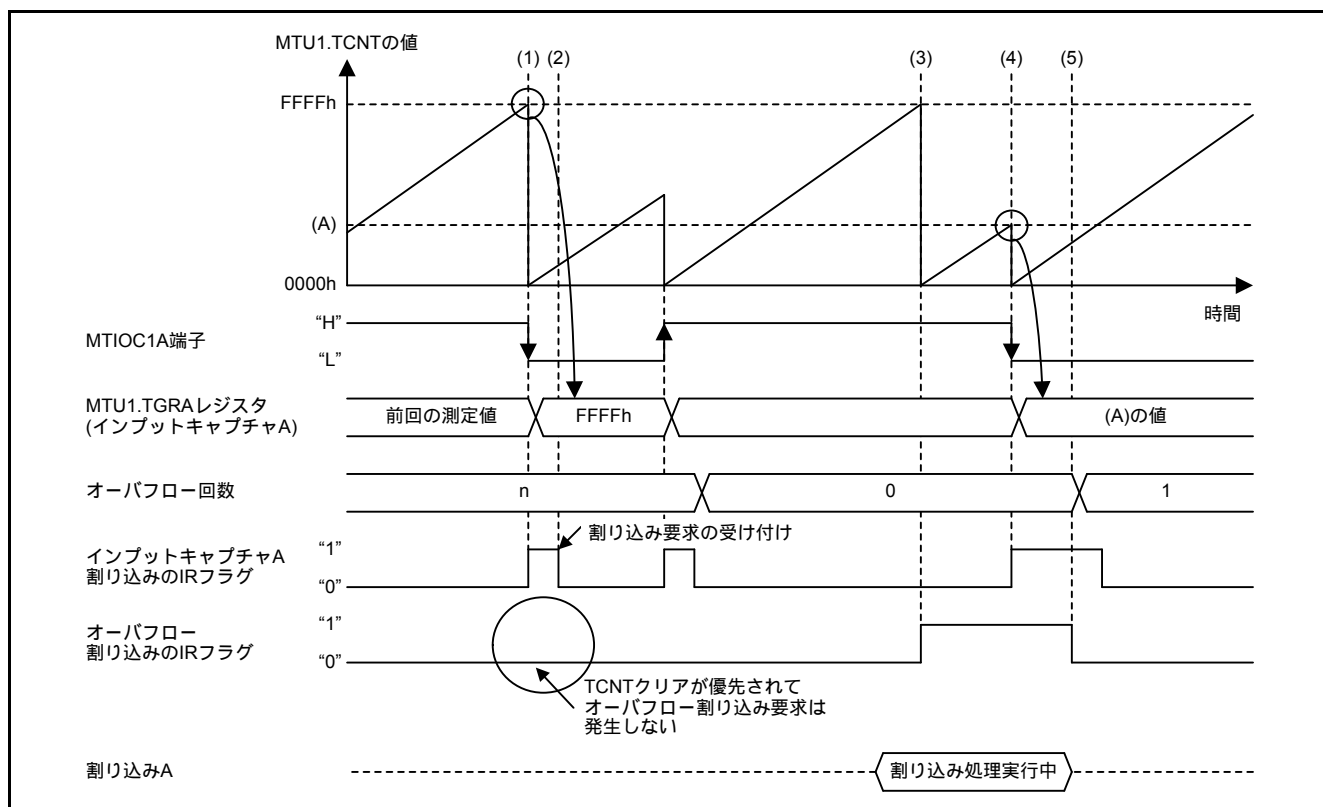 MTU1.TCNTの値
(1) (2) (3) (4) (5)
FFFFh
(A)
0000h
時間
MTIOC1A端子
“H”
“L”
MTU1.TGRAレジスタ
(インプットキャプチャA)
前回の測定値 FFFFh (A)の値
オーバフロー回数
n 0 1
割り込み要求の受け付け
インプットキャプチャA
割り込みのIRフラグ
“1”
“0”
オーバフロー
割り込みのIRフラグ
“1”
“0”
TCNTクリアが優先されて
オーバフロー割り込み要求は
発生しない
割り込みA
割り込み処理実行中